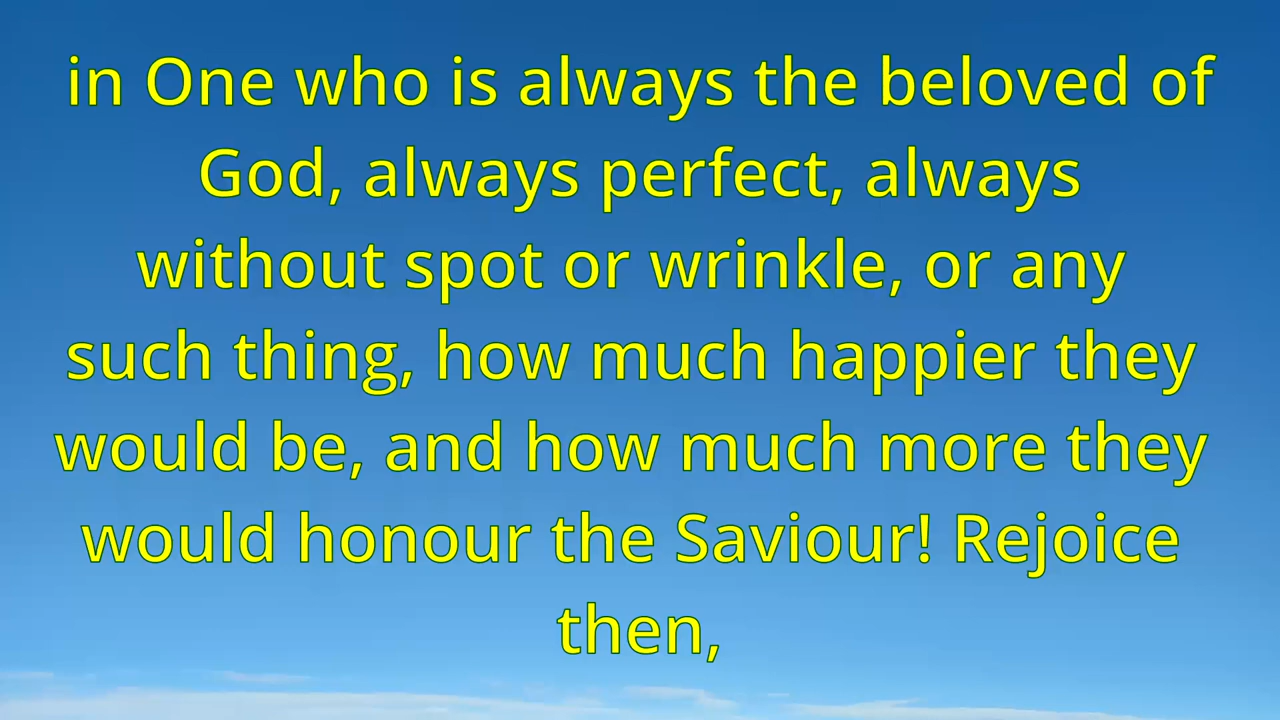 in One who is always the beloved of
God, always perfect, always
without spot or wrinkle, or any
such thing, how much happier they
would be, and how much more they
would honour the Saviour! Rejoice
then,